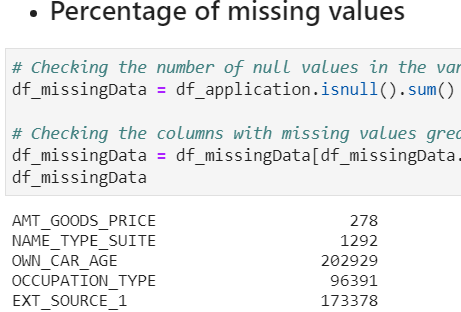 • Percentage of missing values
# Checking the number of null values in the var
df_missingData = df_application.isnull().sum()
# Checking the columns with missing values grea
df_missingData = df_missingData[df_missingData.
df_missingData
AMT_GOODS_PRICE 278
NAME_TYPE_SUITE 1292
OWN_CAR_AGE 202929
OCCUPATION_TYPE 96391
EXT_SOURCE_1 173378